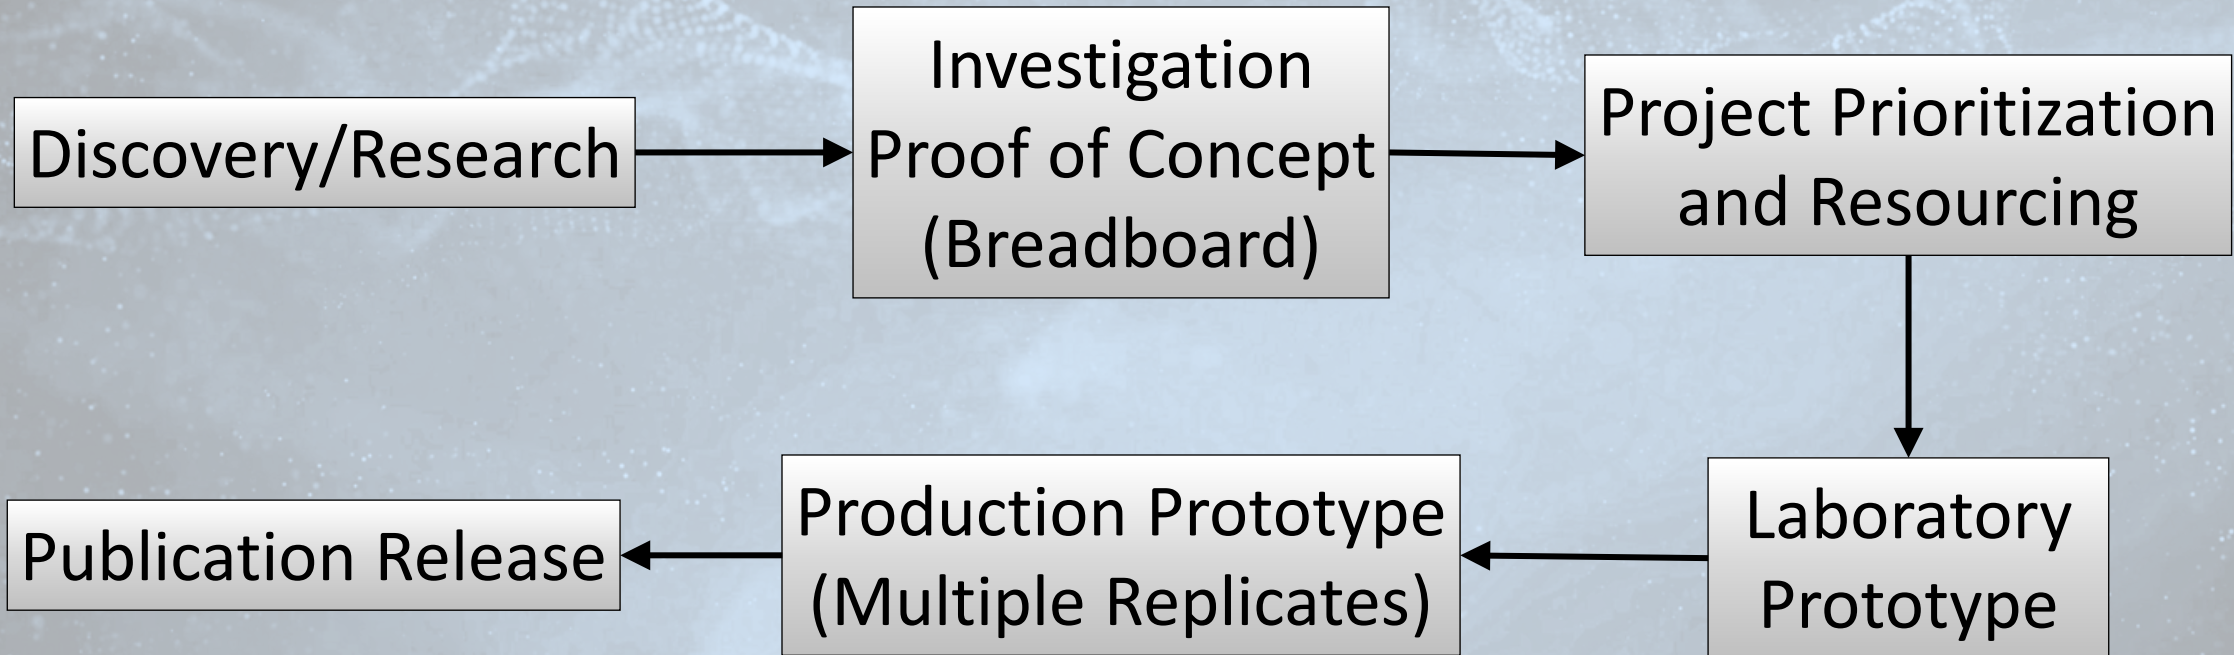 Discovery/Research
Investigation
Proof of Concept
(Breadboard)
Project Prioritization
and Resourcing
Laboratory
Prototype
Production Prototype
(Multiple Replicates)
Publication Release